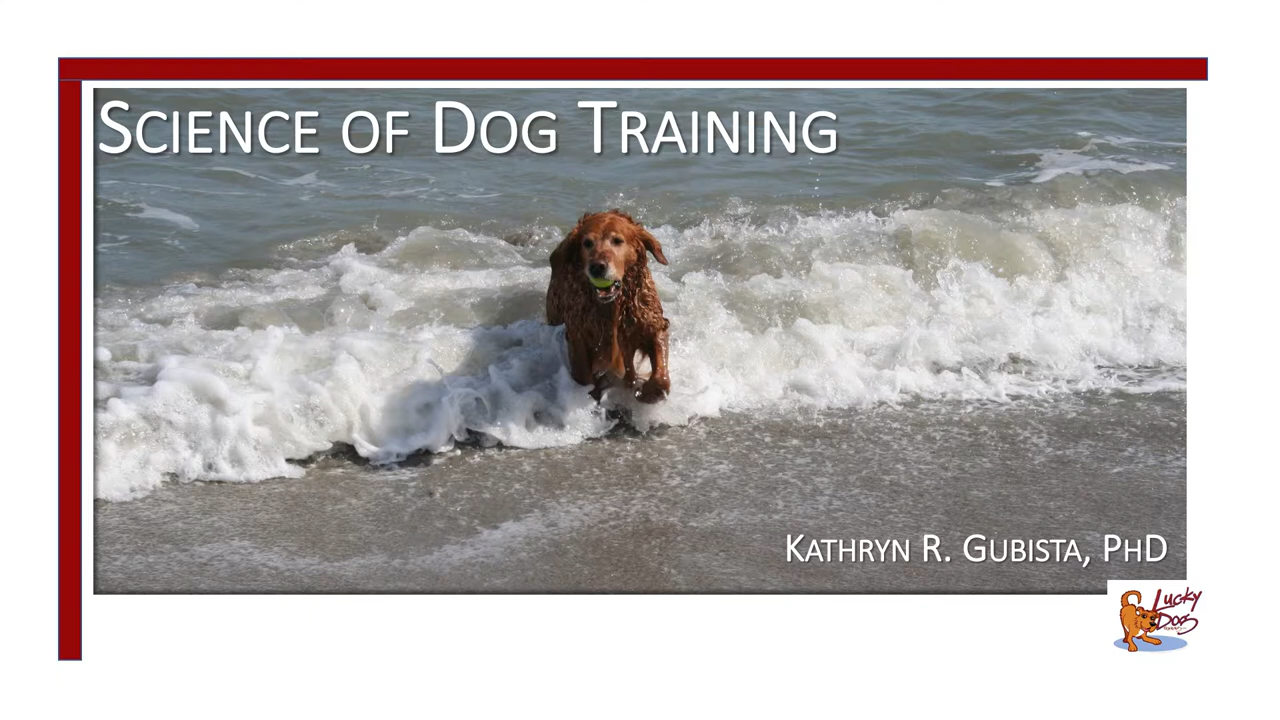 Science of Dog Training
Kathryn R. Gubista, PhD
Lucky
Dog